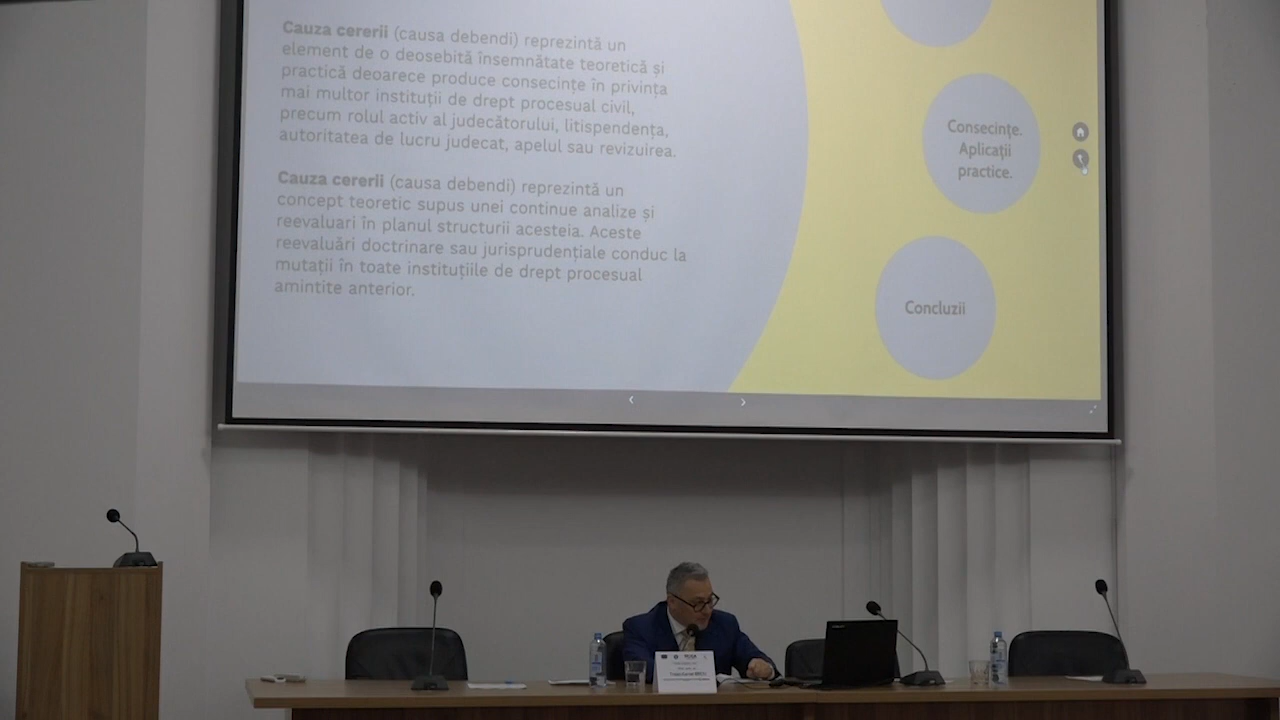 Cauza cererii (causa debendi) reprezintă un
element de o deosebită însemnătate teoretică și
practică deoarece produce consecințe în privința
mai multor instituții de drept procesual civil,
precum rolul activ al judecătorului, litispendența,
autoritatea de lucru judecat, apelul sau revizuirea.
Cauza cererii (causa debendi) reprezintă un
concept teoretic supus unei continue analize și
reevaluari în planul structurii acesteia. Aceste
reevaluări doctrinare sau jurisprudențiale conduc la
mutații în toate instituțiile de drept procesual
amintite anterior.
Consecințe.
Aplicații
practice.
Concluzii